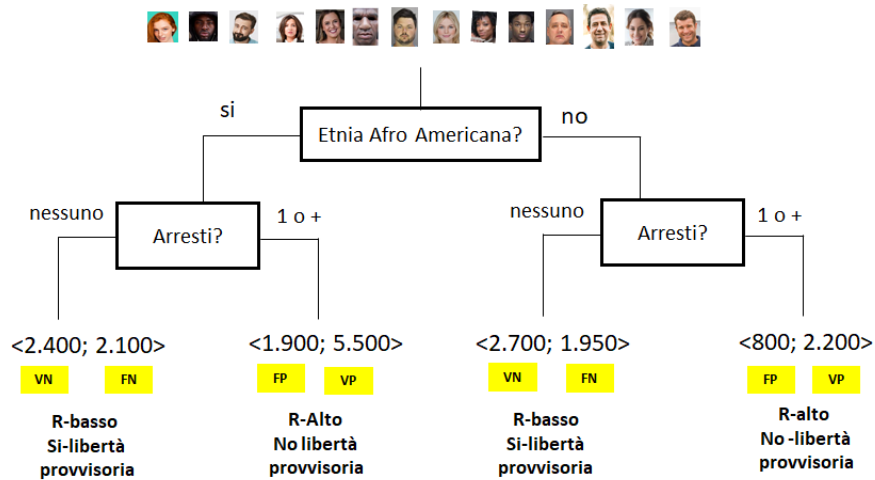 si
Etnia Afro Americana?
no
nessuno
Arresti?
1 o +
nessuno
Arresti?
1 o +
<2.400; 2.100>
<1.900; 5.500>
<2.700; 1.950>
<800; 2.200>
VN
FN
FP
VP
VN
FN
FP
VP
R-basso
Si-libertà
provvisoria
R-Alto
No libertà
provvisoria
R-basso
Si-libertà
provvisoria
R-alto
No -libertà
provvisoria